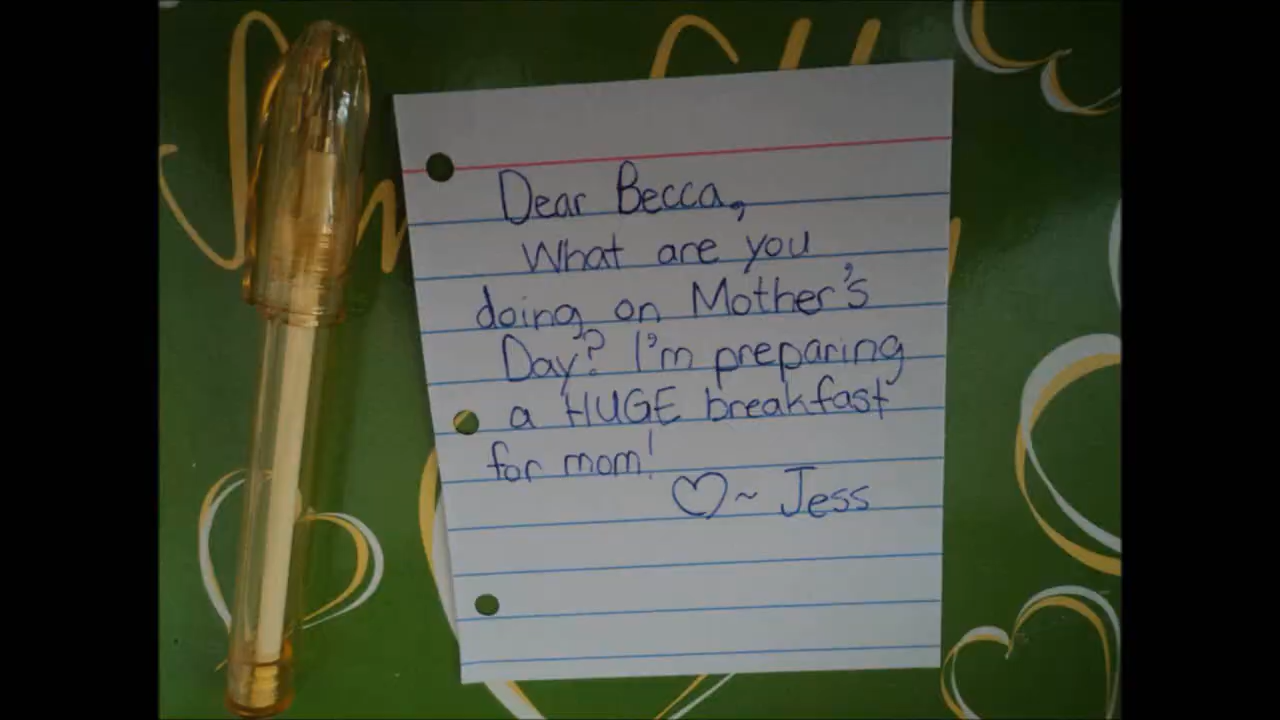 Dear Becca,
What are you
doing on Mother's
Day? I'm preparing
a HUGE breakfast
for mom!
♡~ Jess